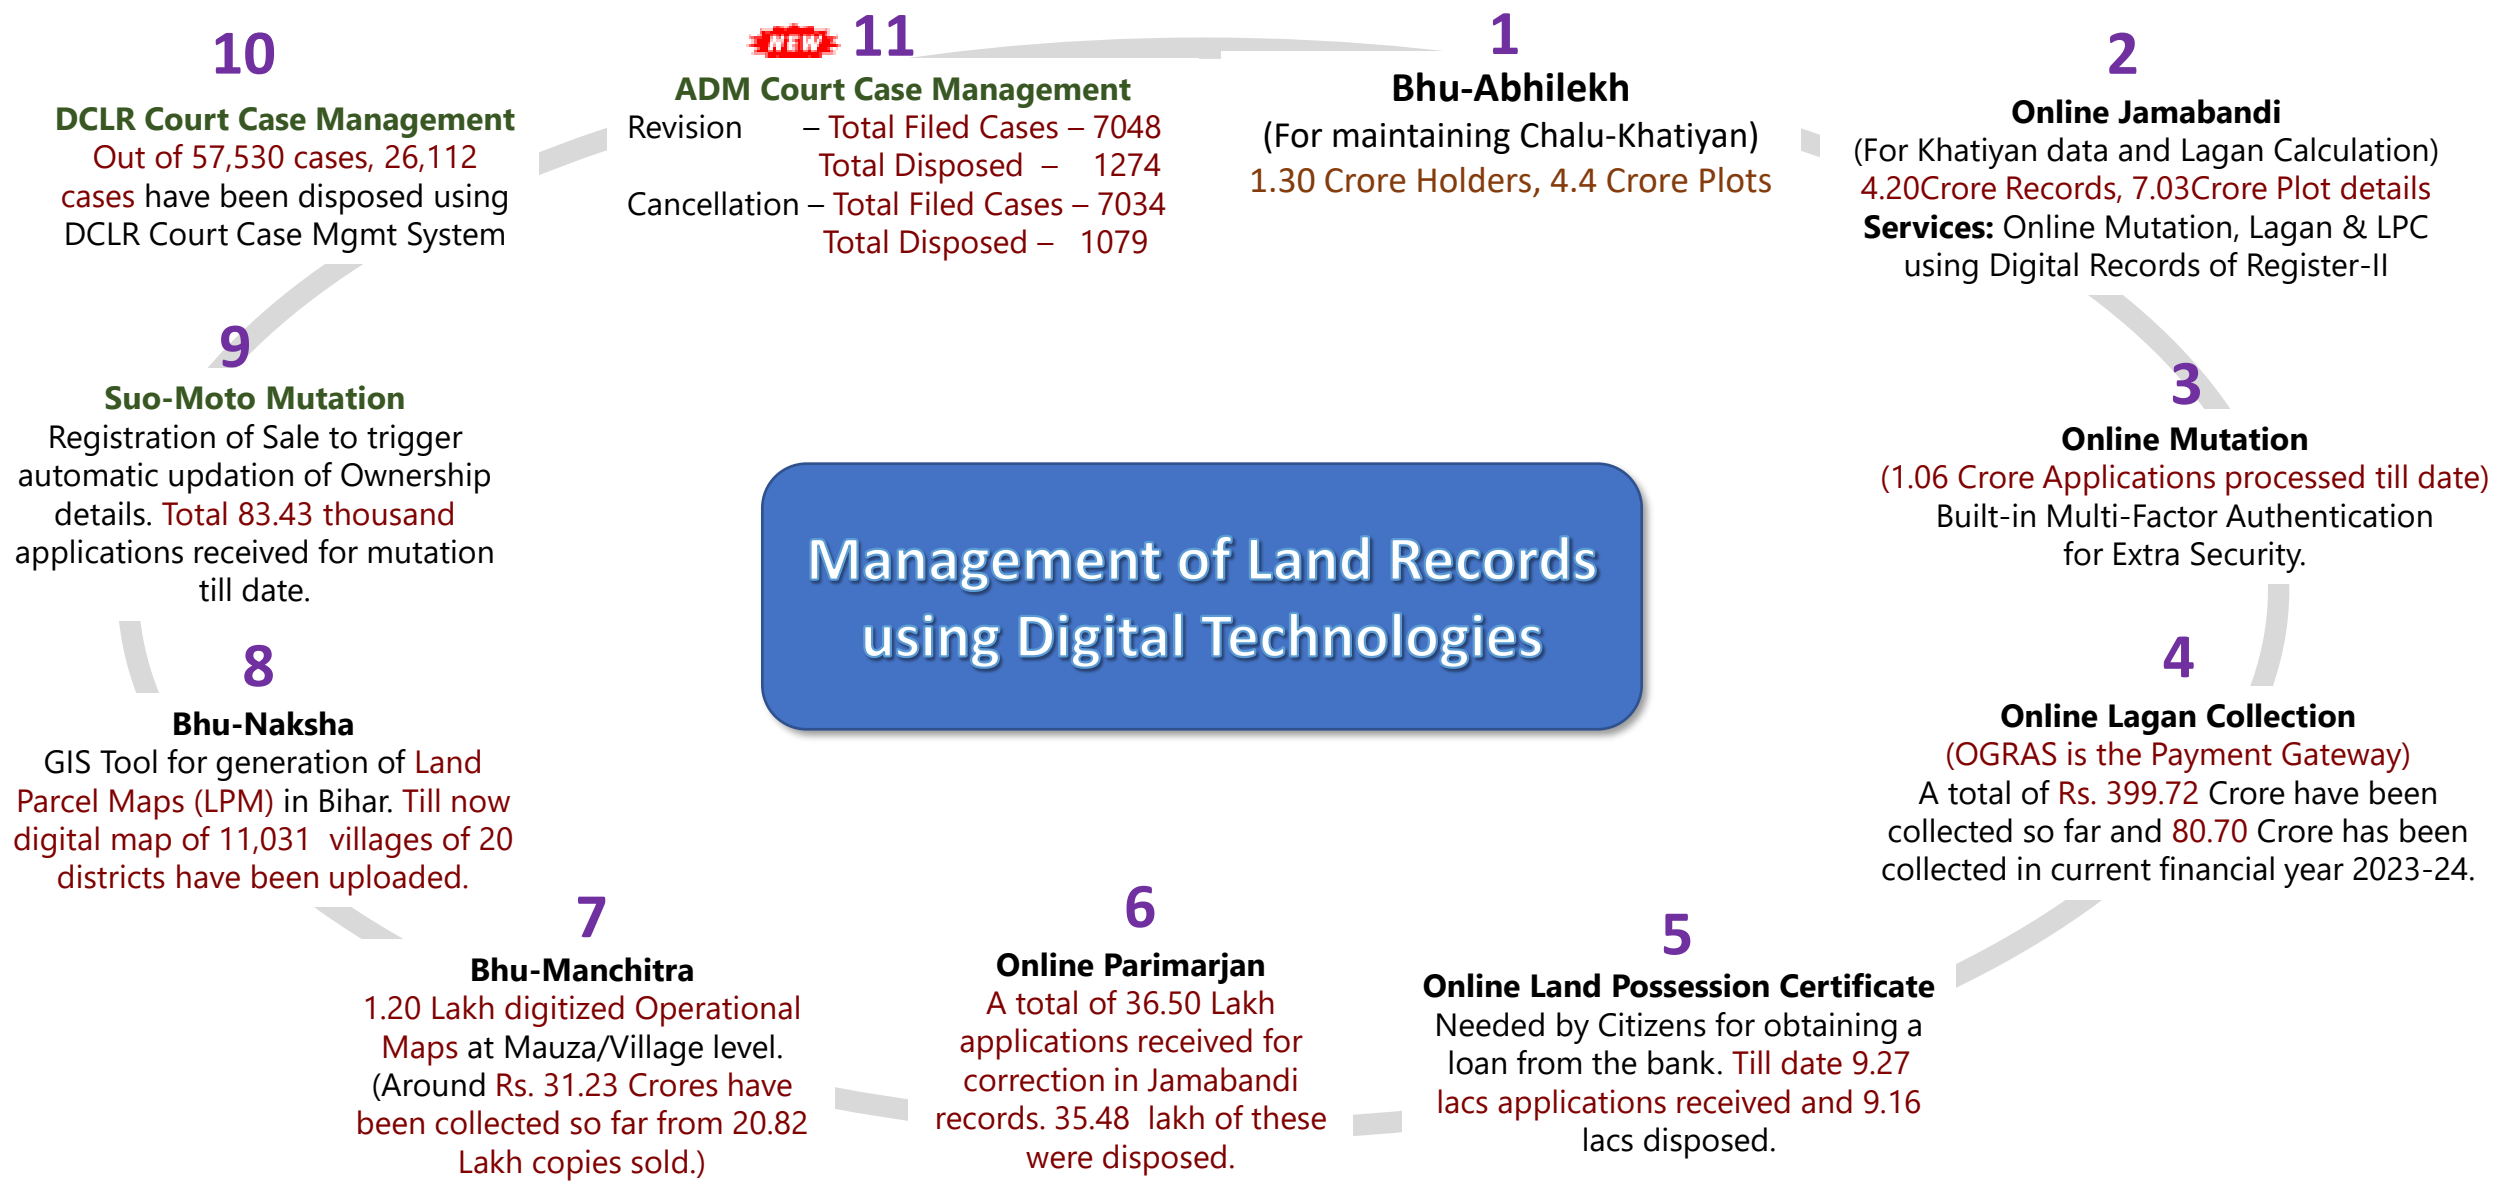 1
Bhu-Abhilekh
(For maintaining Chalu-Khatiyan)
1.30 Crore Holders, 4.4 Crore Plots
2
Online Jamabandi
(For Khatiyan data and Lagan Calculation)
4.20Crore Records, 7.03Crore Plot details
Services: Online Mutation, Lagan & LPC
using Digital Records of Register-II
3
Online Mutation
(1.06 Crore Applications processed till date)
Built-in Multi-Factor Authentication
for Extra Security.
4
Online Lagan Collection
(OGRAS is the Payment Gateway)
A total of Rs. 399.72 Crore have been
collected so far and 80.70 Crore has been
collected in current financial year 2023-24.
5
Online Land Possession Certificate
Needed by Citizens for obtaining a
loan from the bank. Till date 9.27
lacs applications received and 9.16
lacs disposed.
6
Online Parimarjan
A total of 36.50 Lakh
applications received for
correction in Jamabandi
records. 35.48 lakh of these
were disposed.
7
Bhu-Manchitra
1.20 Lakh digitized Operational
Maps at Mauza/Village level.
(Around Rs. 31.23 Crores have
been collected so far from 20.82
Lakh copies sold.)
8
Bhu-Naksha
GIS Tool for generation of Land
Parcel Maps (LPM) in Bihar. Till now
digital map of 11,031 villages of 20
districts have been uploaded.
9
Suo-Moto Mutation
Registration of Sale to trigger
automatic updation of Ownership
details. Total 83.43 thousand
applications received for mutation
till date.
10
DCLR Court Case Management
Out of 57,530 cases, 26,112
cases have been disposed using
DCLR Court Case Mgmt System
NEW 11
ADM Court Case Management
Revision – Total Filed Cases – 7048
Total Disposed – 1274
Cancellation – Total Filed Cases – 7034
Total Disposed – 1079
Management of Land Records
using Digital Technologies